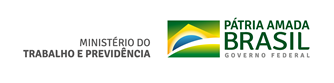 MINISTÉRIO DO
TRABALHO E PREVIDÊNCIA
PÁTRIA AMADA
BRASIL
GOVERNO FEDERAL